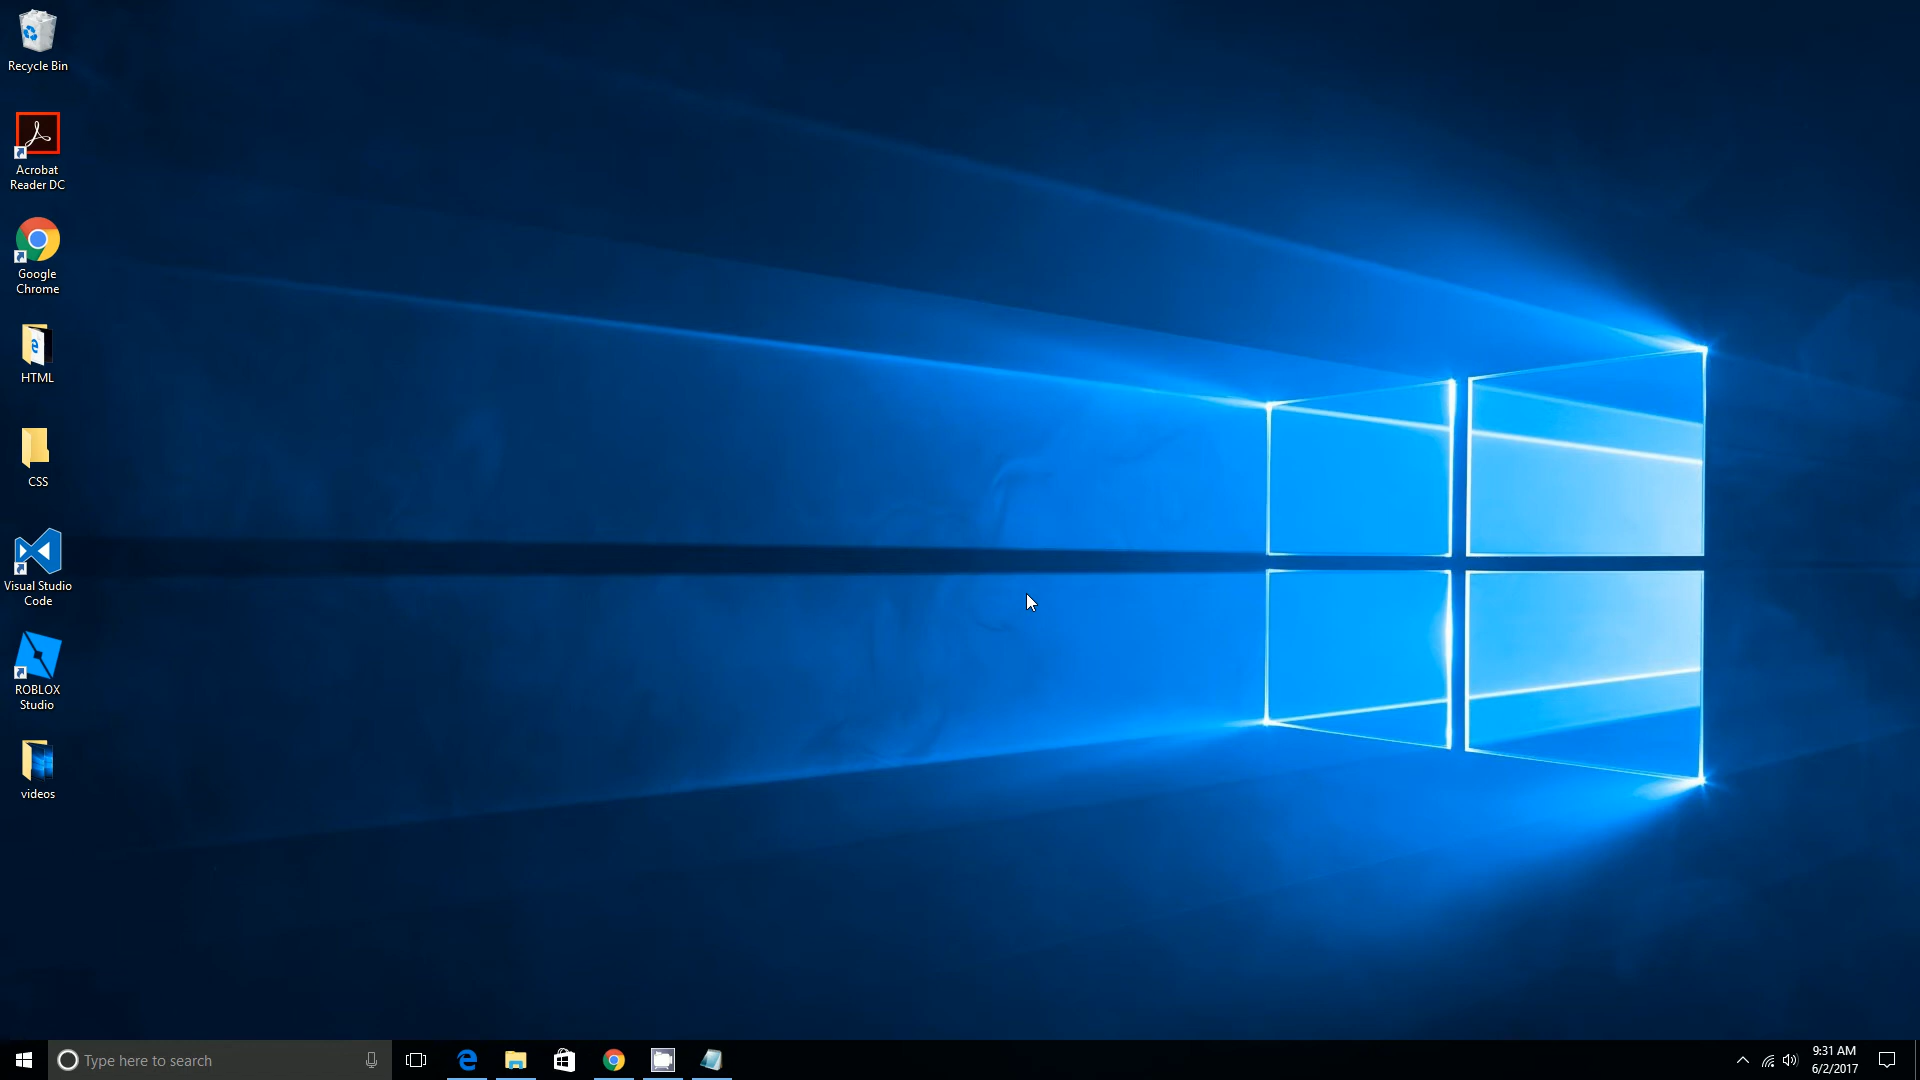 Recycle Bin
Acrobat
Reader DC
Google
Chrome
HTML
CSS
Visual Studio
Code
ROBLOX
Studio
videos
Type here to search
9:31 AM
6/2/2017